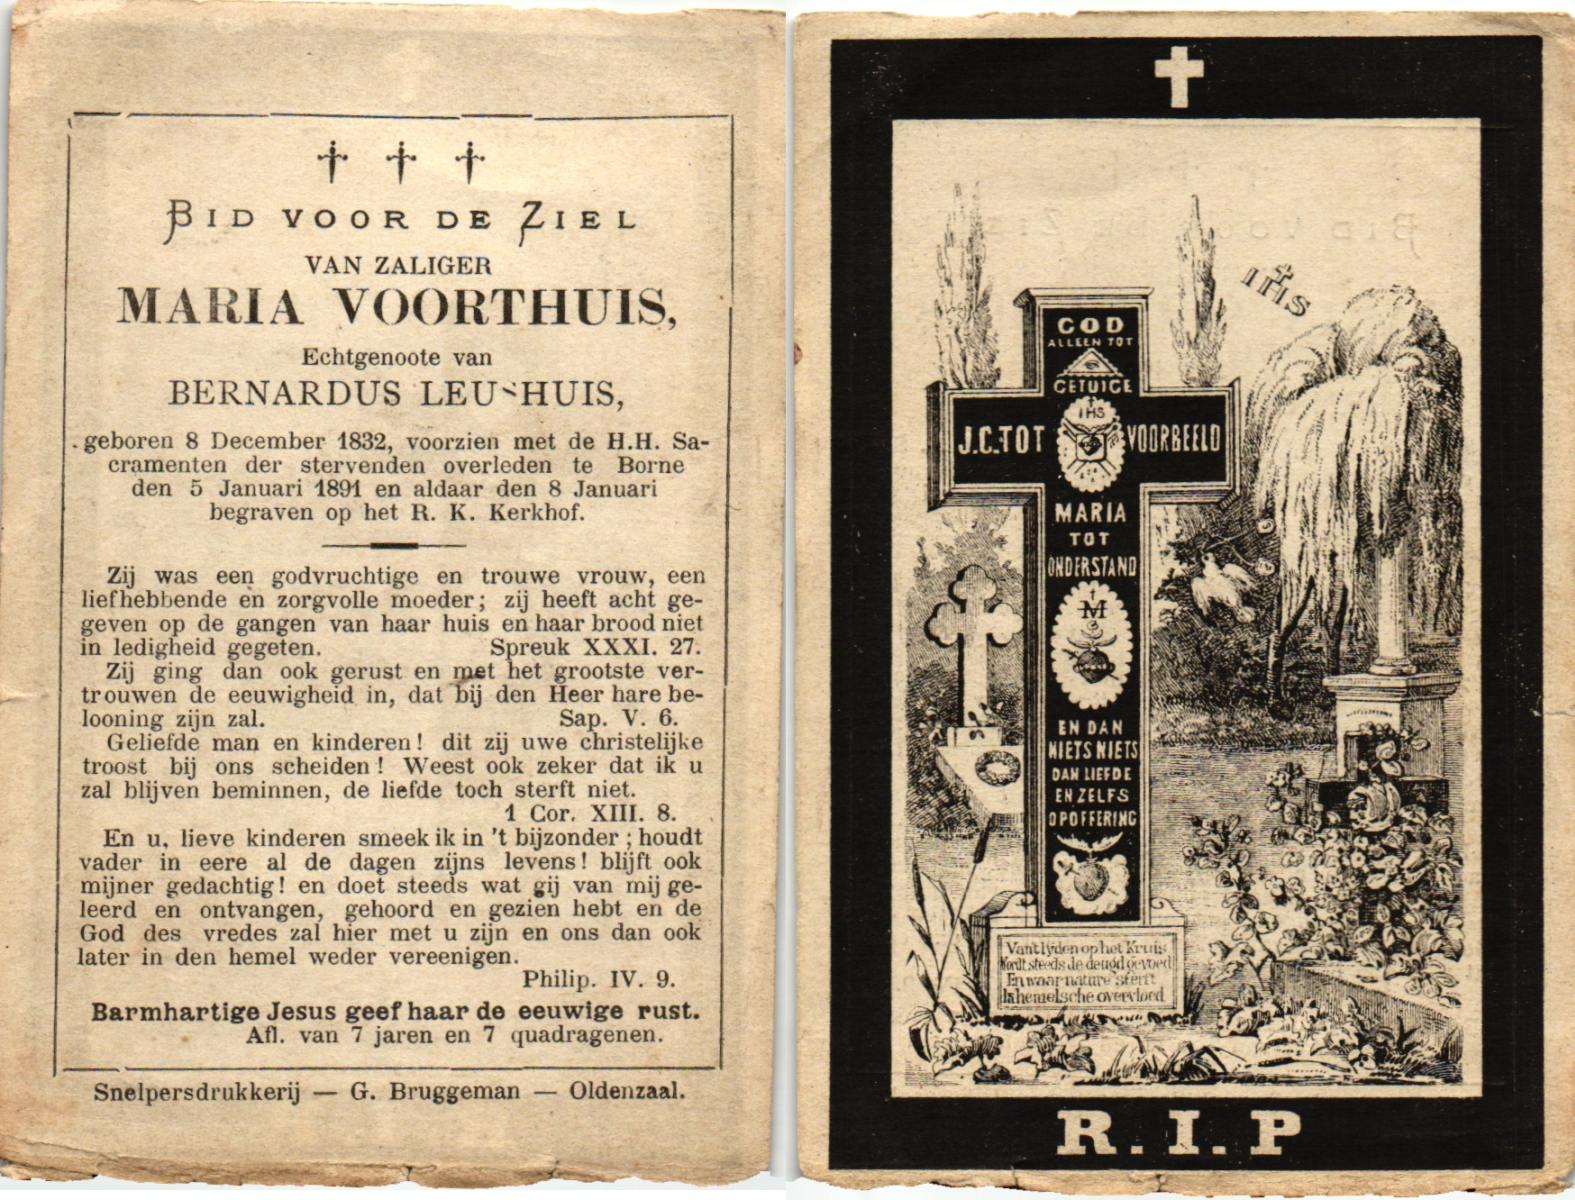 BID VOOR DE ZIEL
VAN ZALIGER
MARIA VOORTHUIS,
Echtgenoote van
BERNARDUS LEUSHUIS,
geboren 8 December 1832, voorzien met de H.H. Sa-
cramenten der stervenden overleden te Borne
den 5 Januari 1891 en aldaar den 8 Januari
begraven op het R. K. Kerkhof.
Zij was een godvruchtige en trouwe vrouw, een
liefhebbende en zorgvolle moeder; zij heeft acht ge-
geven op de gangen van haar huis en haar brood niet
in ledigheid gegeten. Spreuk XXXI. 27.
Zij ging dan ook gerust en met het grootste ver-
trouwen de eeuwigheid in, dat bij den Heer hare be-
looning zijn zal. Sap. V. 6.
Geliefde man en kinderen! dit zij uwe christelijke
troost bij ons scheiden! Weest ook zeker dat ik u
zal blijven beminnen, de liefde toch sterft niet.
1 Cor. XIII. 8.
En u, lieve kinderen smeek ik in 't bijzonder; houdt
vader in eere al de dagen zijns levens! blijft ook
mijner gedachtig! en doet steeds wat gij van mij ge-
leerd en ontvangen, gehoord en gezien hebt en de
God des vredes zal hier met u zijn en ons dan ook
later in den hemel weder vereenigen.
Philip. IV. 9.
Barmhartige Jesus geef haar de eeuwige rust.
Afl. van 7 jaren en 7 quadragenen.
Snelpersdrukkerij — G. Bruggeman — Oldenzaal.
IHS
GOD
ALLEEN TOT
GETUIGE
IHS
J.C. TOT VOORBEELD
MARIA
TOT
ONDERSTAND
M
EN DAN
NIETS NIETS
DAN LIEFDE
EN ZELFS
OPOFFERING
Van t lyden op het Kruis
Wordt steeds de deugd gevoed
En waar nature sterft
Is hemelsche overvloed
R.I.P